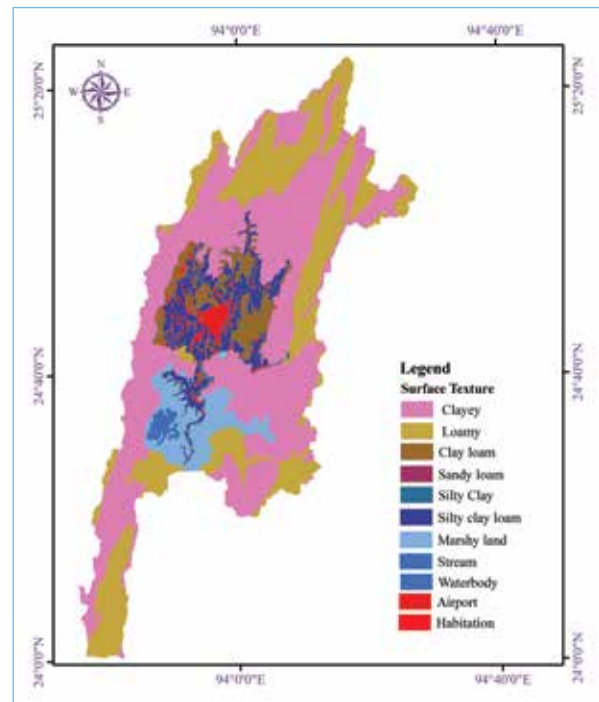 94°0'0"E 94°40'0"E
N
W E
S
25°20'0"N 25°20'0"N
24°40'0"N 24°40'0"N
Legend
Surface Texture
Clayey
Loamy
Clay loam
Sandy loam
Silty Clay
Silty clay loam
Marshy land
Stream
Waterbody
Airport
Habitation
24°0'0"N 24°0'0"N
94°0'0"E 94°40'0"E